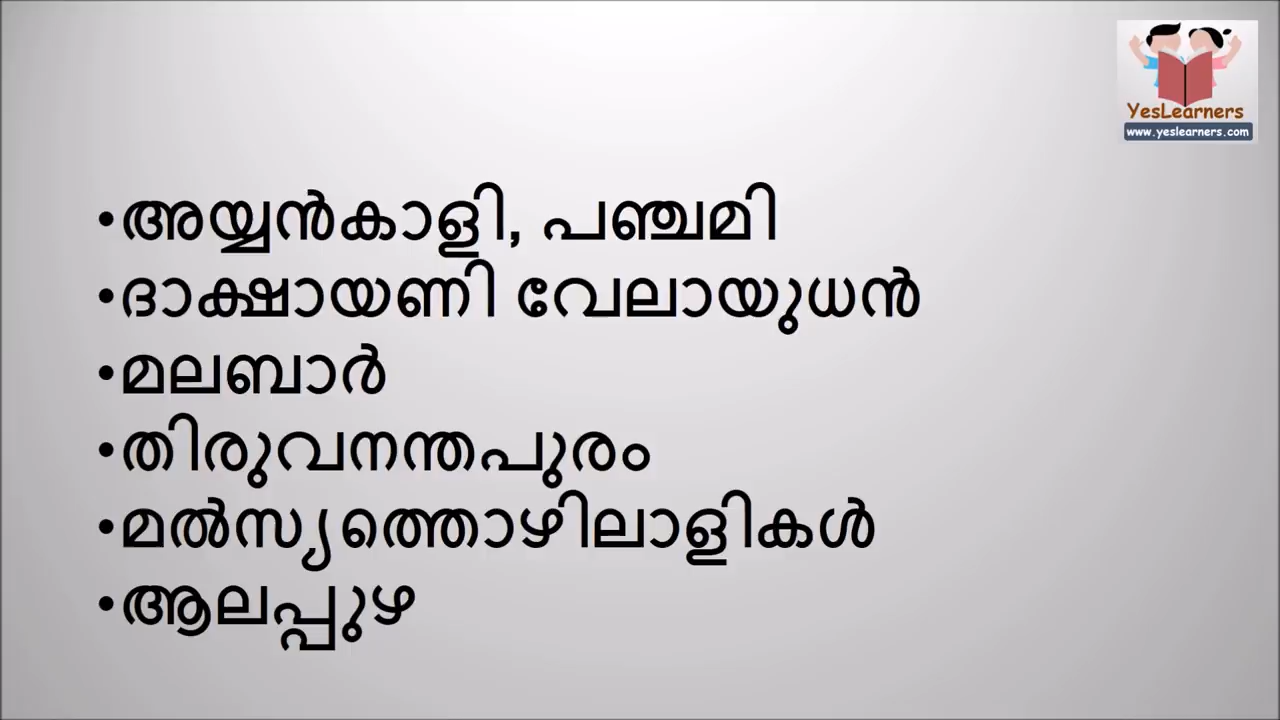 YesLearners
www.yeslearners.com
•അയ്യൻകാളി, പഞ്ചമി
•ദാക്ഷായണി വേലായുധൻ
•മലബാർ
•തിരുവനന്തപുരം
•മൽസ്യത്തൊഴിലാളികൾ
•ആലപ്പുഴ